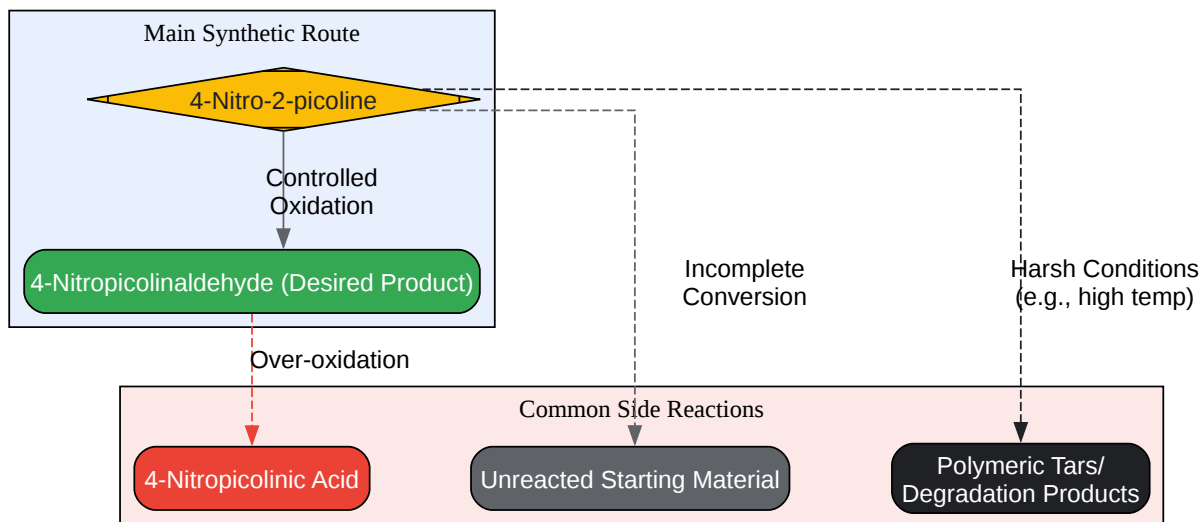 Main Synthetic Route
4-Nitro-2-picoline
Controlled
Oxidation
4-Nitropicolinaldehyde (Desired Product)
Incomplete
Conversion
Harsh Conditions
(e.g., high temp)
Over-oxidation
Common Side Reactions
4-Nitropicolinic Acid
Unreacted Starting Material
Polymeric Tars/
Degradation Products